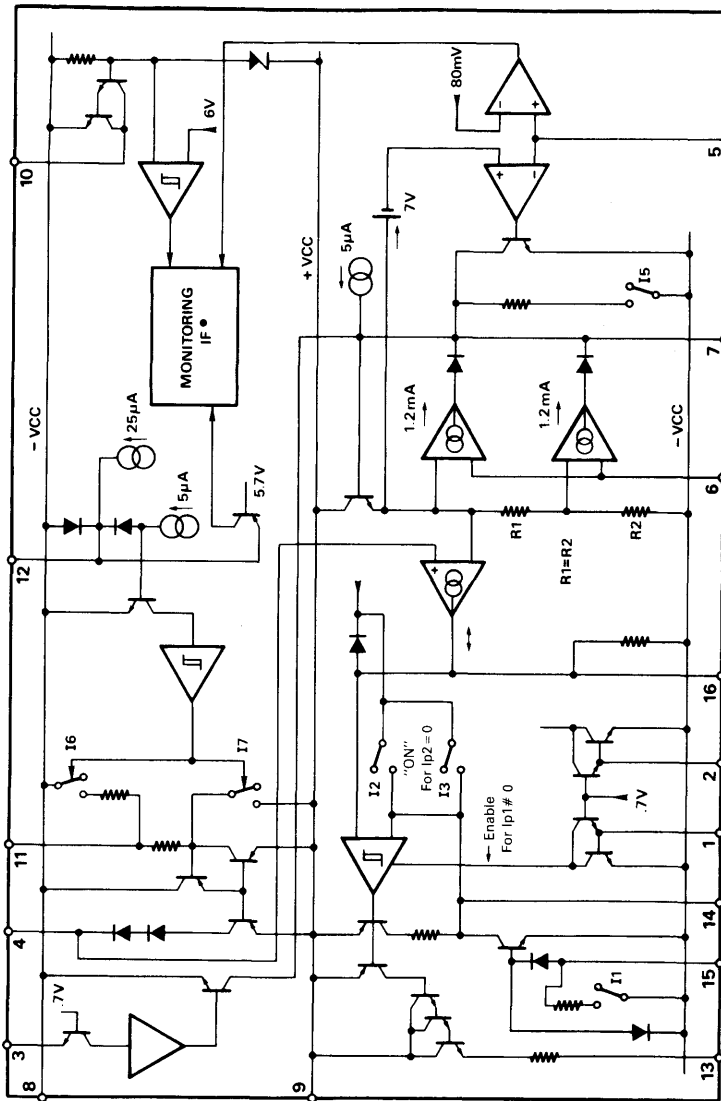 10
12
11
4
3
8
− VCC
25μA
5μA
5.7V
6V
MONITORING
IF ●
I6
I7
.7V
9
+ VCC
80mV
5μA
7V
I2
"ON"
For Ip2 = 0
I3
Enable
For Ip1 # 0
1.2mA
1.2mA
R1
R1=R2
R2
I5
.7V
I1
− VCC
13
15
14
1
2
16
6
7
5
+
−
+
−
+